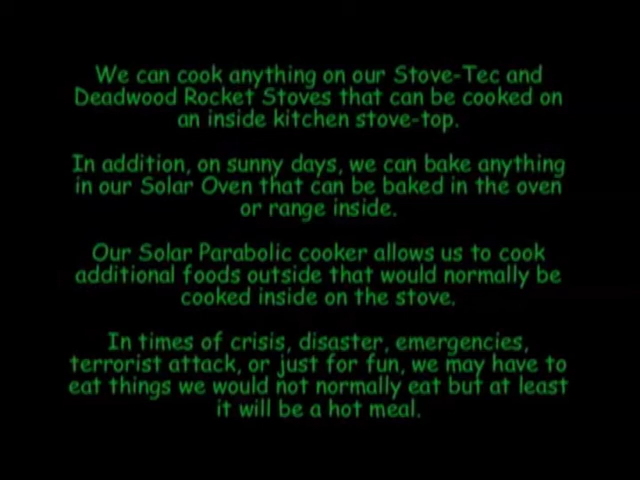 We can cook anything on our Stove-Tec and
Deadwood Rocket Stoves that can be cooked on
an inside kitchen stove-top.
In addition, on sunny days, we can bake anything
in our Solar Oven that can be baked in the oven
or range inside.
Our Solar Parabolic cooker allows us to cook
additional foods outside that would normally be
cooked inside on the stove.
In times of crisis, disaster, emergencies,
terrorist attack, or just for fun, we may have to
eat things we would not normally eat but at least
it will be a hot meal.